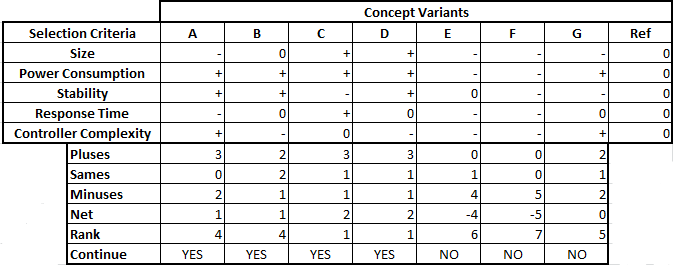 Concept Variants
Selection Criteria A B C D E F G Ref
Size - 0 + + - - - 0
Power Consumption + + + + - - + 0
Stability + + - + 0 - - 0
Response Time - 0 + 0 - - 0 0
Controller Complexity + - 0 - - - + 0
Pluses 3 2 3 3 0 0 2
Sames 0 2 1 1 1 0 1
Minuses 2 1 1 1 4 5 2
Net 1 1 2 2 -4 -5 0
Rank 4 4 1 1 6 7 5
Continue YES YES YES YES NO NO NO